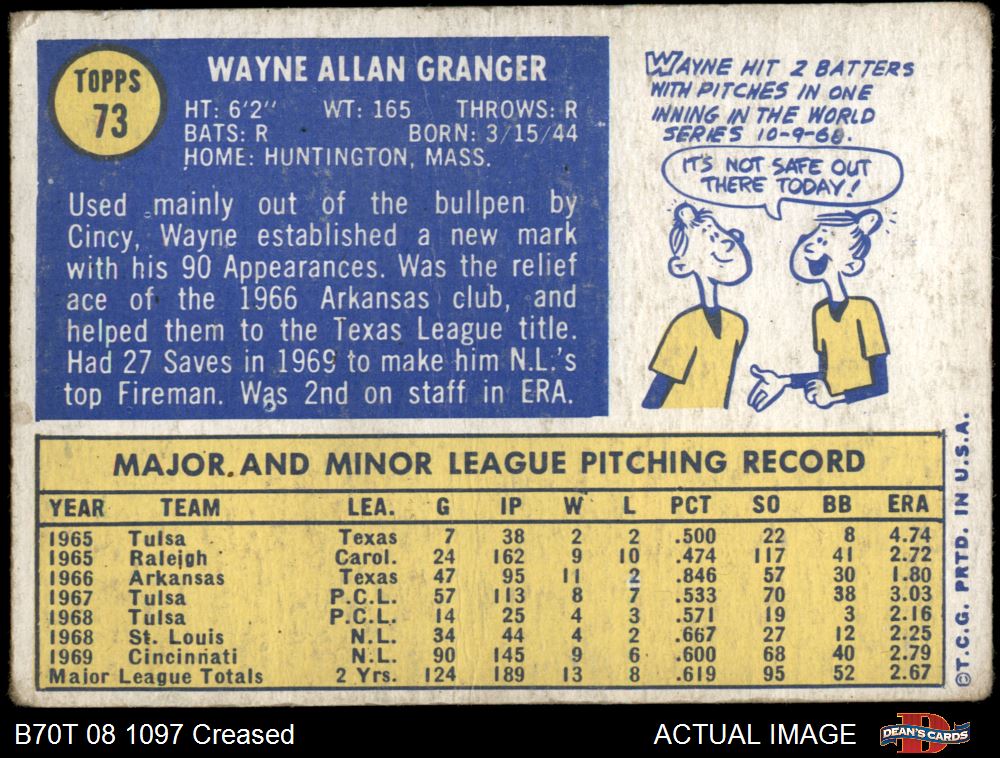 TOPPS
73
WAYNE ALLAN GRANGER
HT: 6'2" WT: 165 THROWS: R
BATS: R BORN: 3/15/44
HOME: HUNTINGTON, MASS.
Used mainly out of the bullpen by
Cincy, Wayne established a new mark
with his 90 Appearances. Was the relief
ace of the 1966 Arkansas club, and
helped them to the Texas League title.
Had 27 Saves in 1969 to make him N.L.'s
top Fireman. Was 2nd on staff in ERA.
WAYNE HIT 2 BATTERS
WITH PITCHES IN ONE
INNING IN THE WORLD
SERIES 10-9-68.
IT'S NOT SAFE OUT
THERE TODAY!
MAJOR AND MINOR LEAGUE PITCHING RECORD
YEAR TEAM LEA. G IP W L PCT SO BB ERA
1965 Tulsa Texas 7 38 2 2 .500 22 8 4.74
1965 Raleigh Carol. 24 162 9 10 .474 117 41 2.72
1966 Arkansas Texas 47 95 11 2 .846 57 30 1.80
1967 Tulsa P.C.L. 57 113 8 7 .533 70 38 3.03
1968 Tulsa P.C.L. 14 25 4 3 .571 19 3 2.16
1968 St. Louis N.L. 34 44 4 2 .667 27 12 2.25
1969 Cincinnati N.L. 90 145 9 6 .600 68 40 2.79
Major League Totals 2 Yrs. 124 189 13 8 .619 95 52 2.67
©T.C.G. PRTD. IN U.S.A.
B70T 08 1097 Creased
ACTUAL IMAGE
DEAN'S CARDS